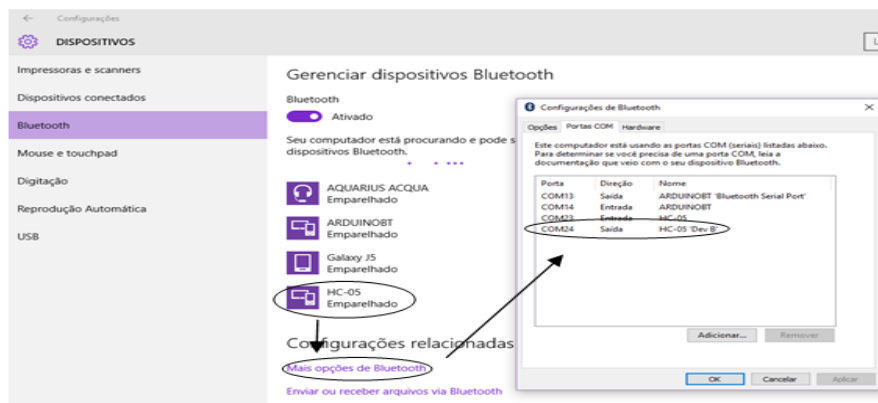 Configurações
DISPOSITIVOS
Impressoras e scanners
Dispositivos conectados
Bluetooth
Mouse e touchpad
Digitação
Reprodução Automática
USB
Gerenciar dispositivos Bluetooth
Bluetooth
Ativado
Seu computador está procurando e pode s
dispositivos Bluetooth.
AQUARIUS ACQUA
Emparelhado
ARDUINOBT
Emparelhado
Galaxy J5
Emparelhado
HC-05
Emparelhado
Configurações relacionadas
Mais opções de Bluetooth
Enviar ou receber arquivos via Bluetooth
Configurações de Bluetooth
Opções Portas COM Hardware
Este computador está usando as portas COM (seriais) listadas abaixo.
Para determinar se você precisa de uma porta COM, leia a
documentação que veio com o seu dispositivo Bluetooth.
Porta Direção Nome
COM13 Saída ARDUINOBT 'Bluetooth Serial Port'
COM14 Entrada ARDUINOBT
COM23 Entrada HC-05
COM24 Saída HC-05 'Dev B'
Adicionar... Remover
OK Cancelar Aplicar